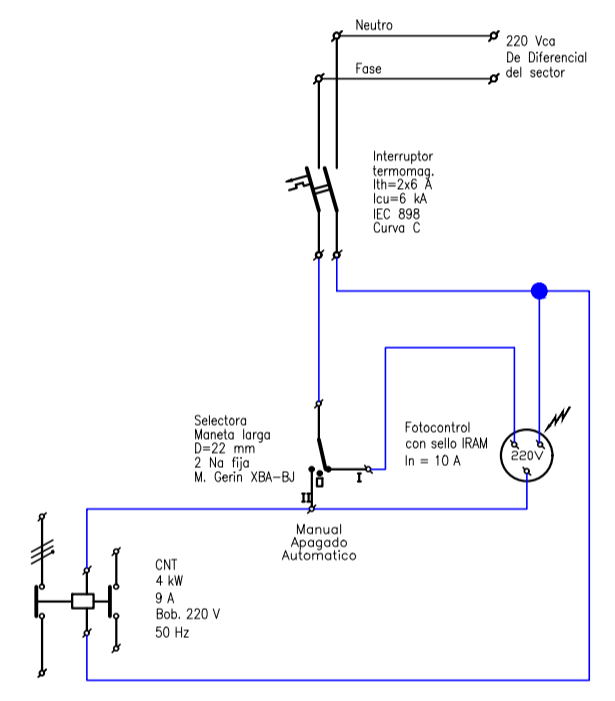 Neutro
220 Vca
De Diferencial
del sector
Fase
Interruptor
termomag.
Ith=2x6 A
Icu=6 kA
IEC 898
Curva C
Selectora
Maneta larga
D=22 mm
2 Na fija
M. Gerin XBA-BJ
Fotocontrol
con sello IRAM
In = 10 A
220V
0
I
II
Manual
Apagado
Automatico
CNT
4 kW
9 A
Bob. 220 V
50 Hz